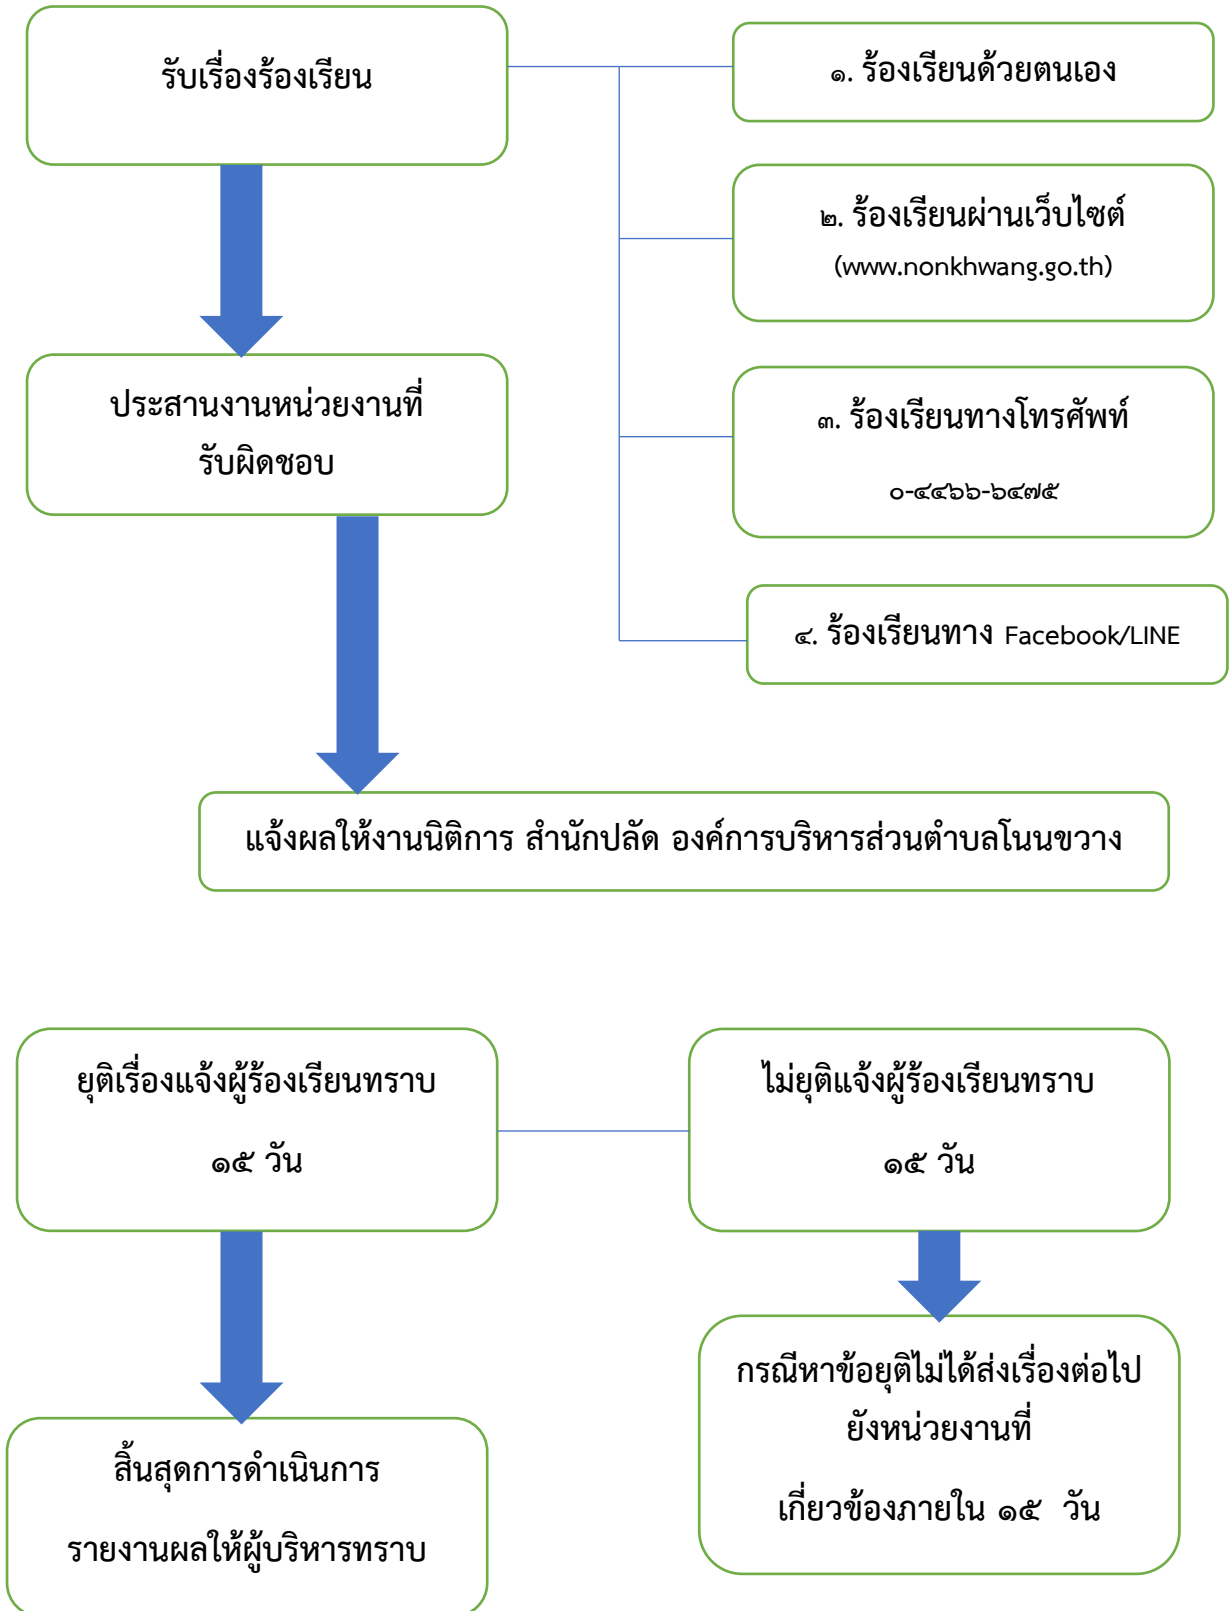 รับเรื่องร้องเรียน
๑. ร้องเรียนด้วยตนเอง
๒. ร้องเรียนผ่านเว็บไซต์
(www.nonkhwang.go.th)
ประสานงานหน่วยงานที่
รับผิดชอบ
๓. ร้องเรียนทางโทรศัพท์
๐-๔๔๖๖-๖๔๗๕
๔. ร้องเรียนทาง Facebook/LINE
แจ้งผลให้งานนิติการ สำนักปลัด องค์การบริหารส่วนตำบลโนนขวาง
ยุติเรื่องแจ้งผู้ร้องเรียนทราบ
๑๕ วัน
ไม่ยุติแจ้งผู้ร้องเรียนทราบ
๑๕ วัน
กรณีหาข้อยุติไม่ได้ส่งเรื่องต่อไป
ยังหน่วยงานที่
เกี่ยวข้องภายใน ๑๕ วัน
สิ้นสุดการดำเนินการ
รายงานผลให้ผู้บริหารทราบ